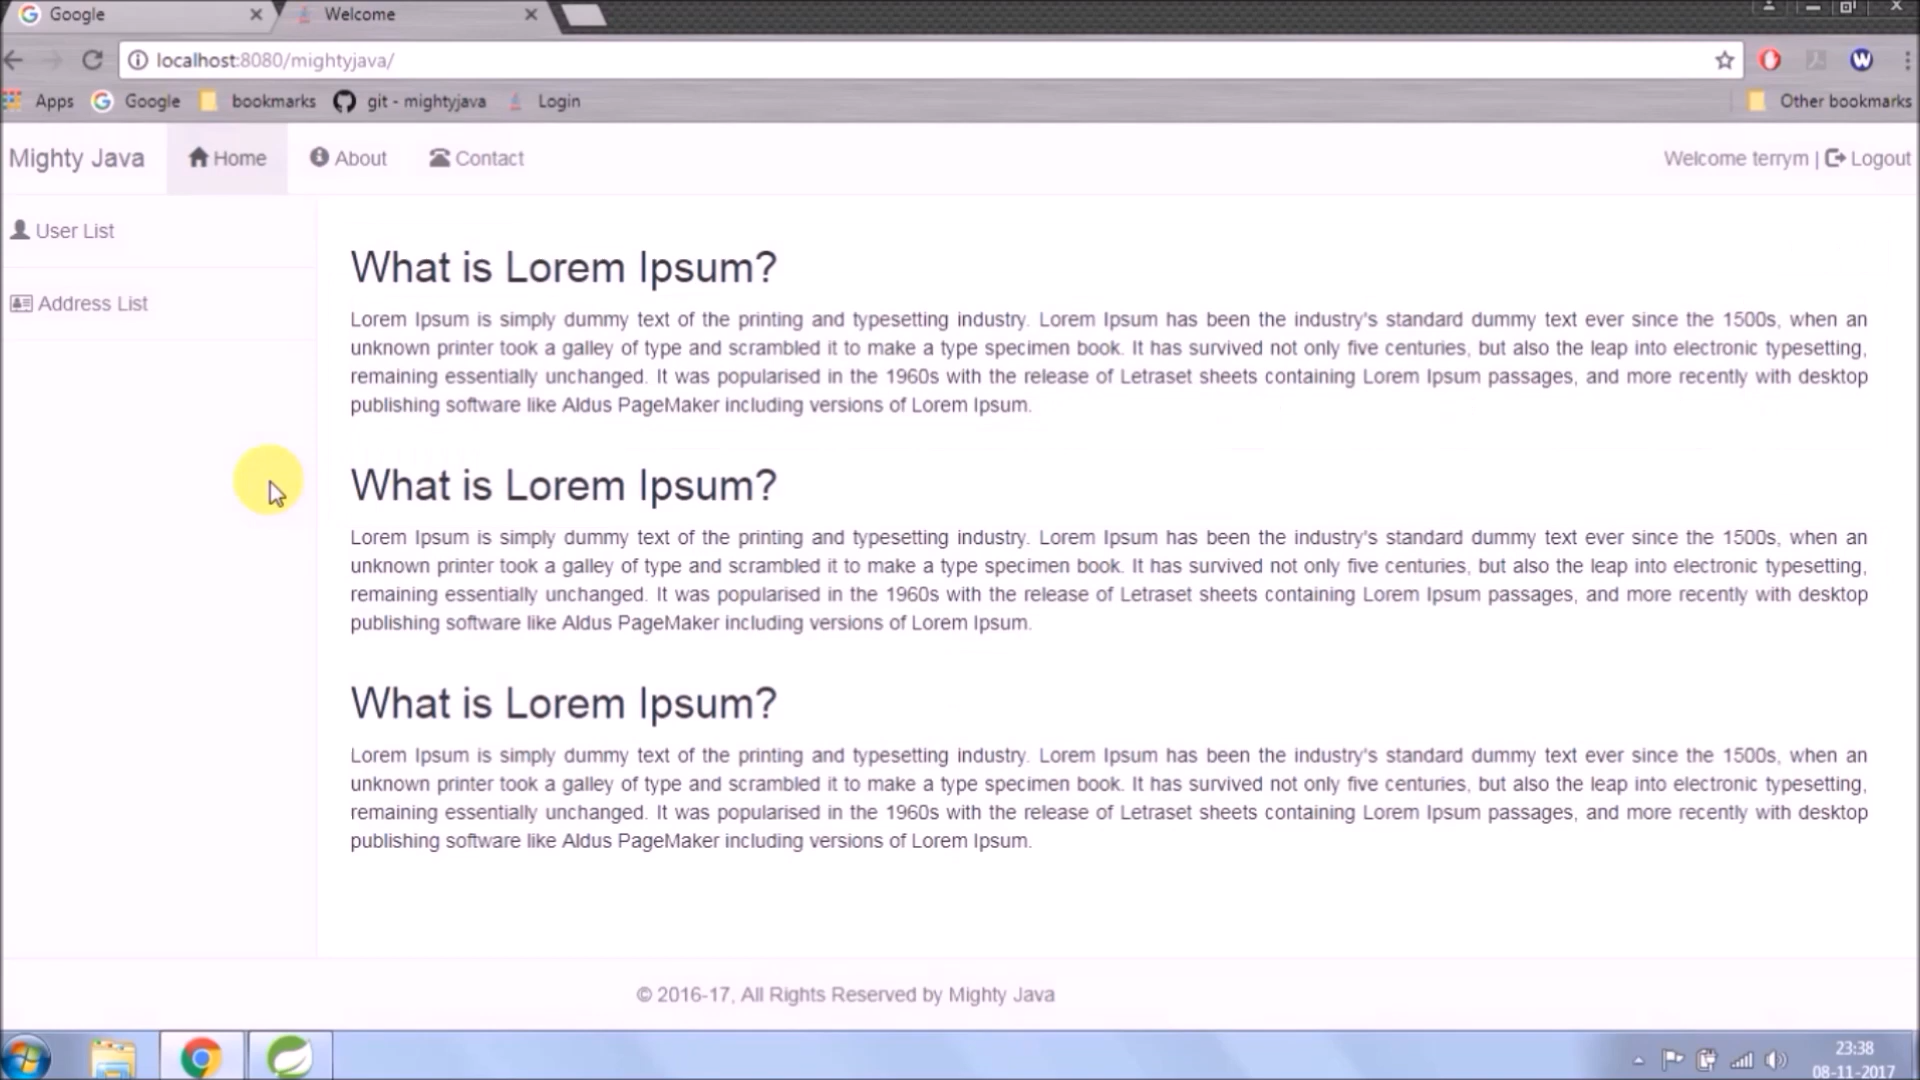 Google
Welcome
localhost:8080/mightyjava/
Apps Google bookmarks git - mightyjava Login Other bookmarks
Mighty Java Home About Contact Welcome terrym | Logout
User List
Address List
What is Lorem Ipsum?
Lorem Ipsum is simply dummy text of the printing and typesetting industry. Lorem Ipsum has been the industry's standard dummy text ever since the 1500s, when an
unknown printer took a galley of type and scrambled it to make a type specimen book. It has survived not only five centuries, but also the leap into electronic typesetting,
remaining essentially unchanged. It was popularised in the 1960s with the release of Letraset sheets containing Lorem Ipsum passages, and more recently with desktop
publishing software like Aldus PageMaker including versions of Lorem Ipsum.
What is Lorem Ipsum?
Lorem Ipsum is simply dummy text of the printing and typesetting industry. Lorem Ipsum has been the industry's standard dummy text ever since the 1500s, when an
unknown printer took a galley of type and scrambled it to make a type specimen book. It has survived not only five centuries, but also the leap into electronic typesetting,
remaining essentially unchanged. It was popularised in the 1960s with the release of Letraset sheets containing Lorem Ipsum passages, and more recently with desktop
publishing software like Aldus PageMaker including versions of Lorem Ipsum.
What is Lorem Ipsum?
Lorem Ipsum is simply dummy text of the printing and typesetting industry. Lorem Ipsum has been the industry's standard dummy text ever since the 1500s, when an
unknown printer took a galley of type and scrambled it to make a type specimen book. It has survived not only five centuries, but also the leap into electronic typesetting,
remaining essentially unchanged. It was popularised in the 1960s with the release of Letraset sheets containing Lorem Ipsum passages, and more recently with desktop
publishing software like Aldus PageMaker including versions of Lorem Ipsum.
© 2016-17, All Rights Reserved by Mighty Java
23:38
08-11-2017